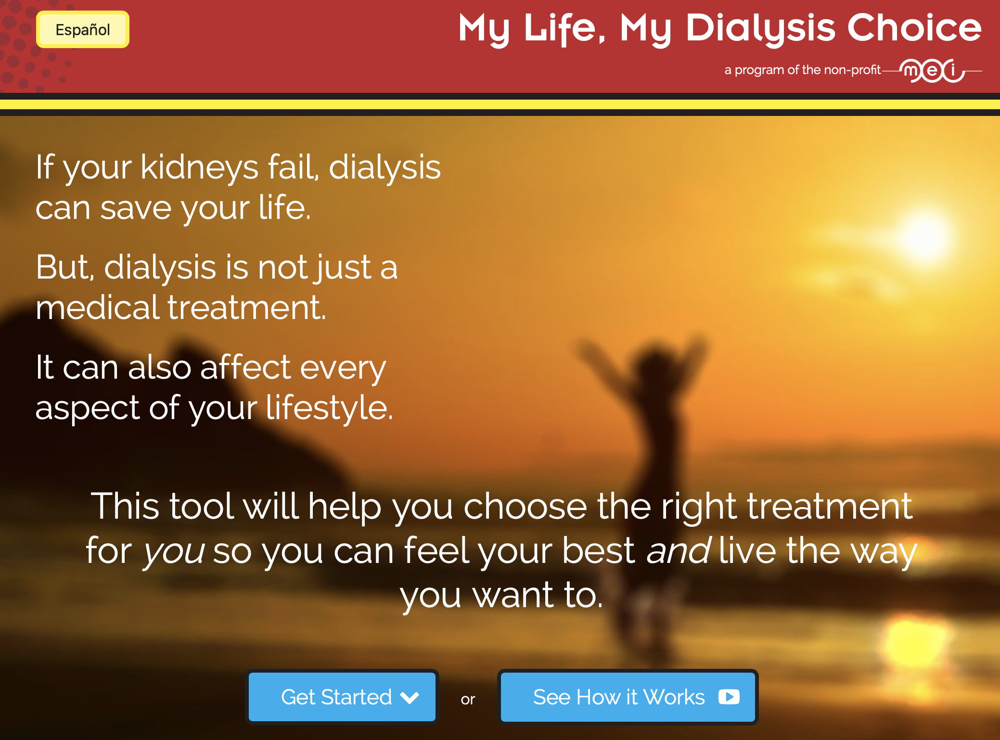 Español
My Life, My Dialysis Choice
a program of the non-profit mei
If your kidneys fail, dialysis
can save your life.
But, dialysis is not just a
medical treatment.
It can also affect every
aspect of your lifestyle.
This tool will help you choose the right treatment
for you so you can feel your best and live the way
you want to.
Get Started
or
See How it Works